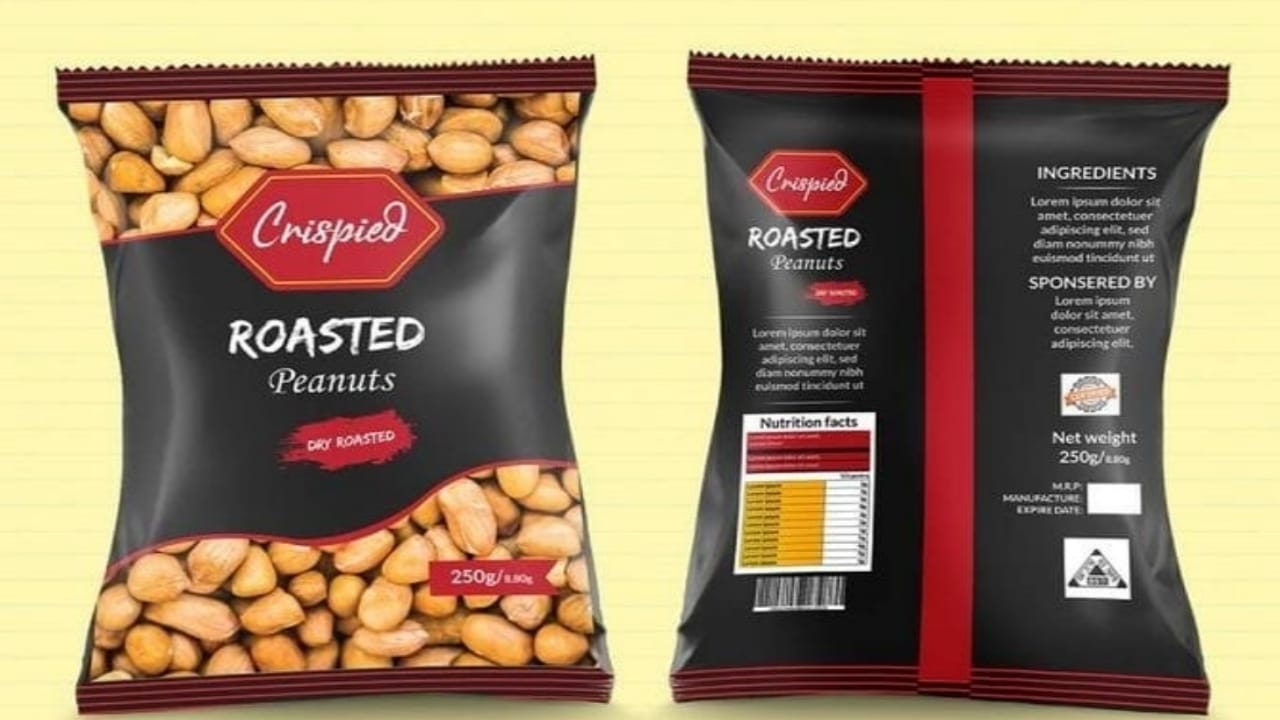 Crispied
ROASTED
Peanuts
DRY ROASTED
250g/8.80g
Crispied
ROASTED
Peanuts
DRY ROASTED
Lorem ipsum dolor sit
amet, consectetuer
adipiscing elit, sed
diam nonummy nibh
euismod tincidunt ut
Nutrition facts
INGREDIENTS
Lorem ipsum dolor sit
amet, consectetuer
adipiscing elit, sed
diam nonummy nibh
euismod tincidunt ut
SPONSERED BY
Lorem ipsum
dolor sit amet,
consectetuer
adipiscing elit,
Net weight
250g/8.80g
M.R.P:
MANUFACTURE:
EXPIRE DATE: